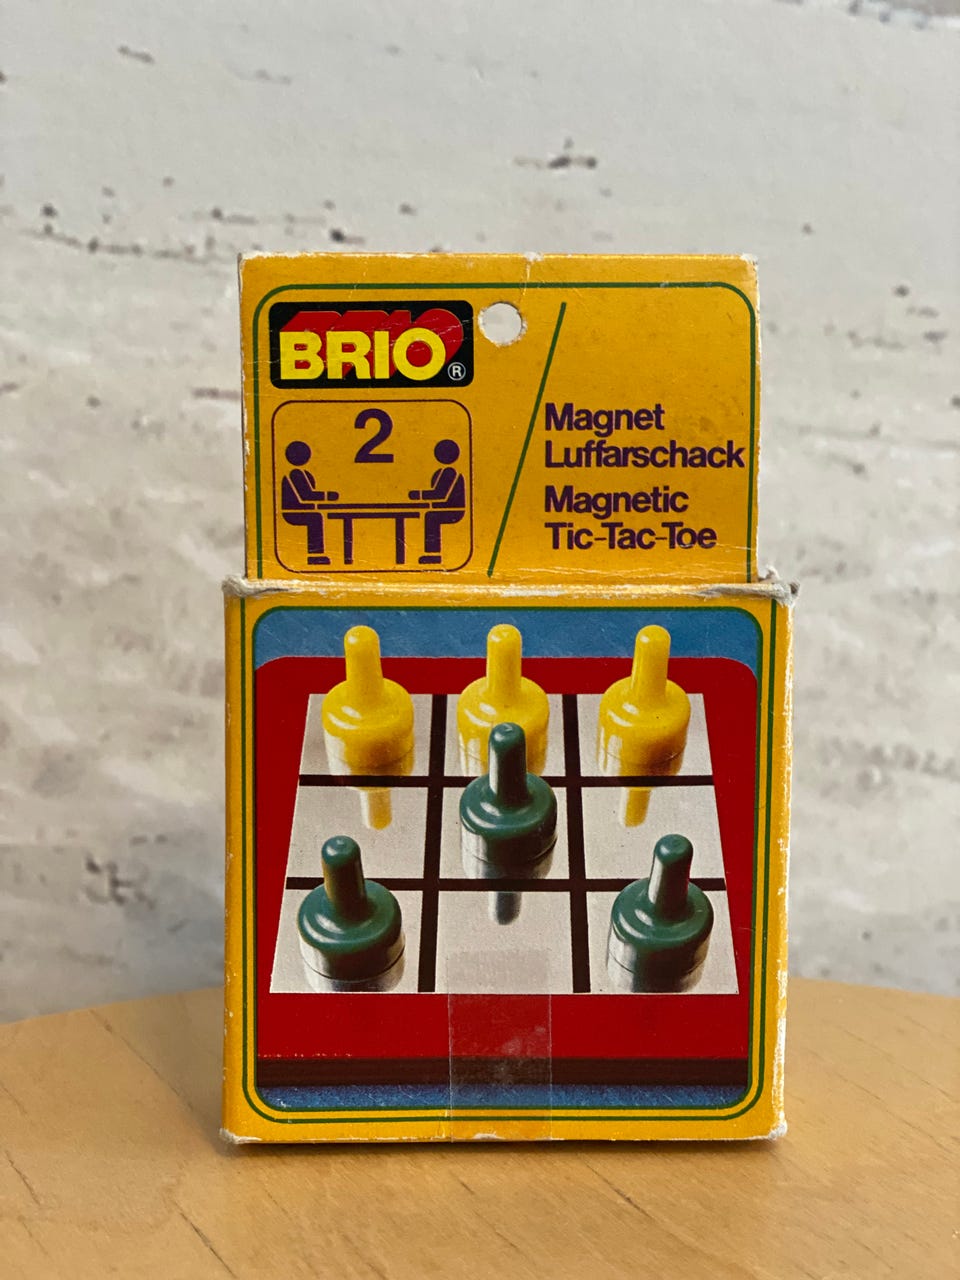 BRIO®
2
Magnet
Luffarschack
Magnetic
Tic-Tac-Toe